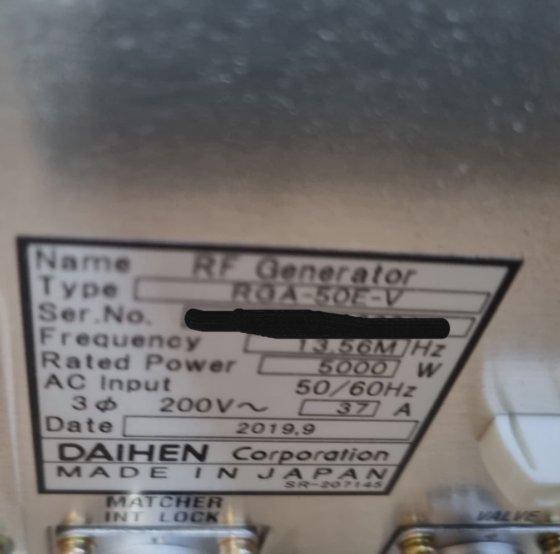 Name RF Generator
Type RGA-50E-V
Ser.No.
Frequency 13.56M Hz
Rated Power 5000 W
AC Input 50/60Hz
3ϕ 200V～ 37 A
Date 2019.9
DAIHEN Corporation
MADE IN JAPAN
SR-207145
MATCHER VALVE
INT LOCK